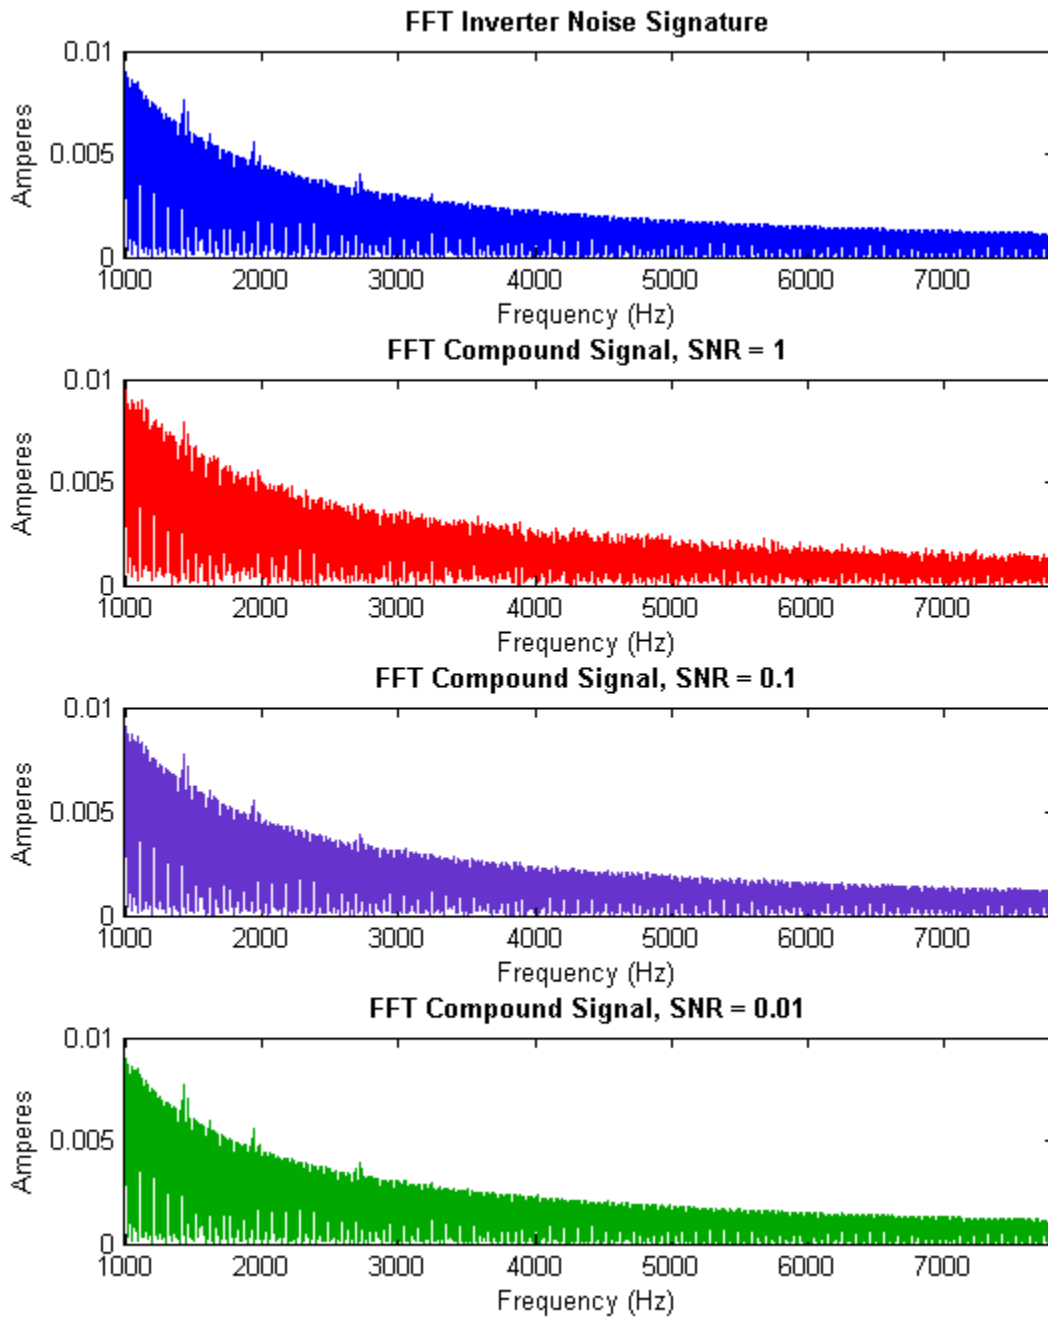 FFT Inverter Noise Signature
0.01
0.005
0
Amperes
1000 2000 3000 4000 5000 6000 7000
Frequency (Hz)
FFT Compound Signal, SNR = 1
0.01
0.005
0
Amperes
1000 2000 3000 4000 5000 6000 7000
Frequency (Hz)
FFT Compound Signal, SNR = 0.1
0.01
0.005
0
Amperes
1000 2000 3000 4000 5000 6000 7000
Frequency (Hz)
FFT Compound Signal, SNR = 0.01
0.01
0.005
0
Amperes
1000 2000 3000 4000 5000 6000 7000
Frequency (Hz)